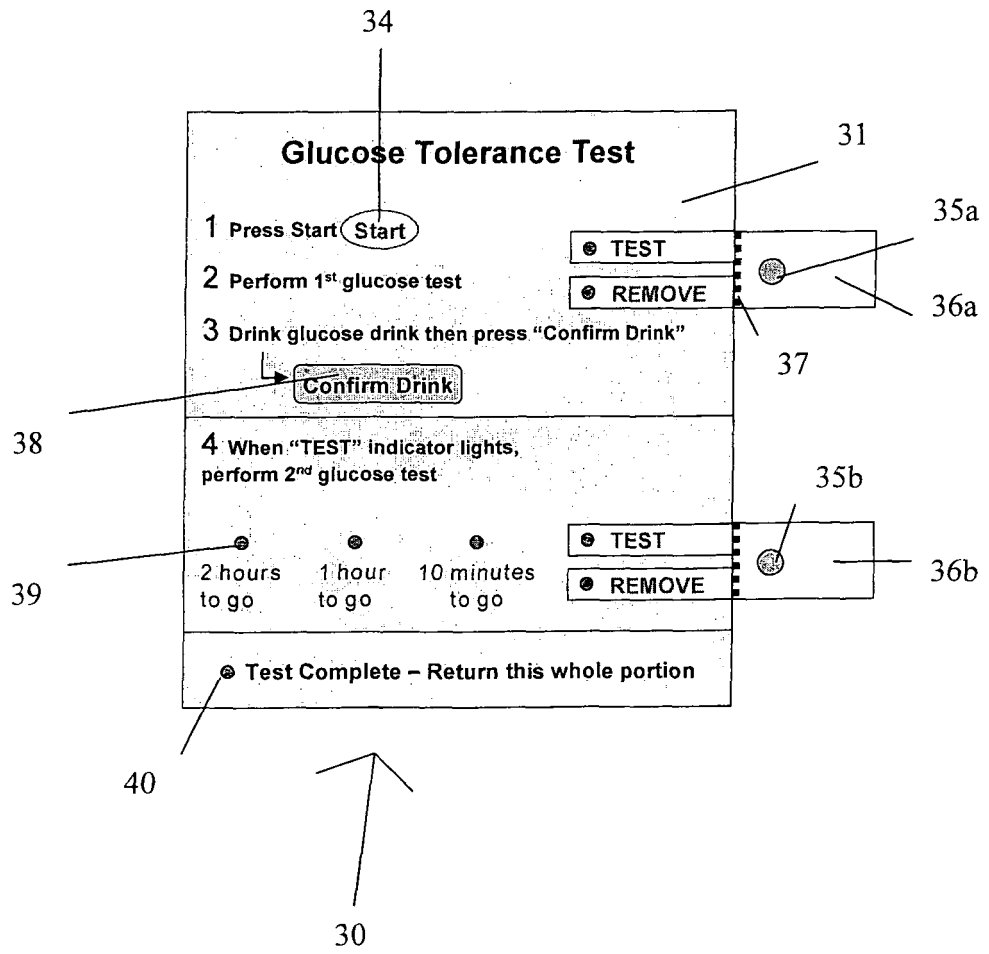 34
Glucose Tolerance Test
31
35a
1 Press Start Start
TEST
2 Perform 1st glucose test
REMOVE
36a
3 Drink glucose drink then press “Confirm Drink”
37
Confirm Drink
38
4 When “TEST” indicator lights,
perform 2nd glucose test
35b
TEST
2 hours
to go
1 hour
to go
10 minutes
to go
REMOVE
36b
39
Test Complete – Return this whole portion
40
30